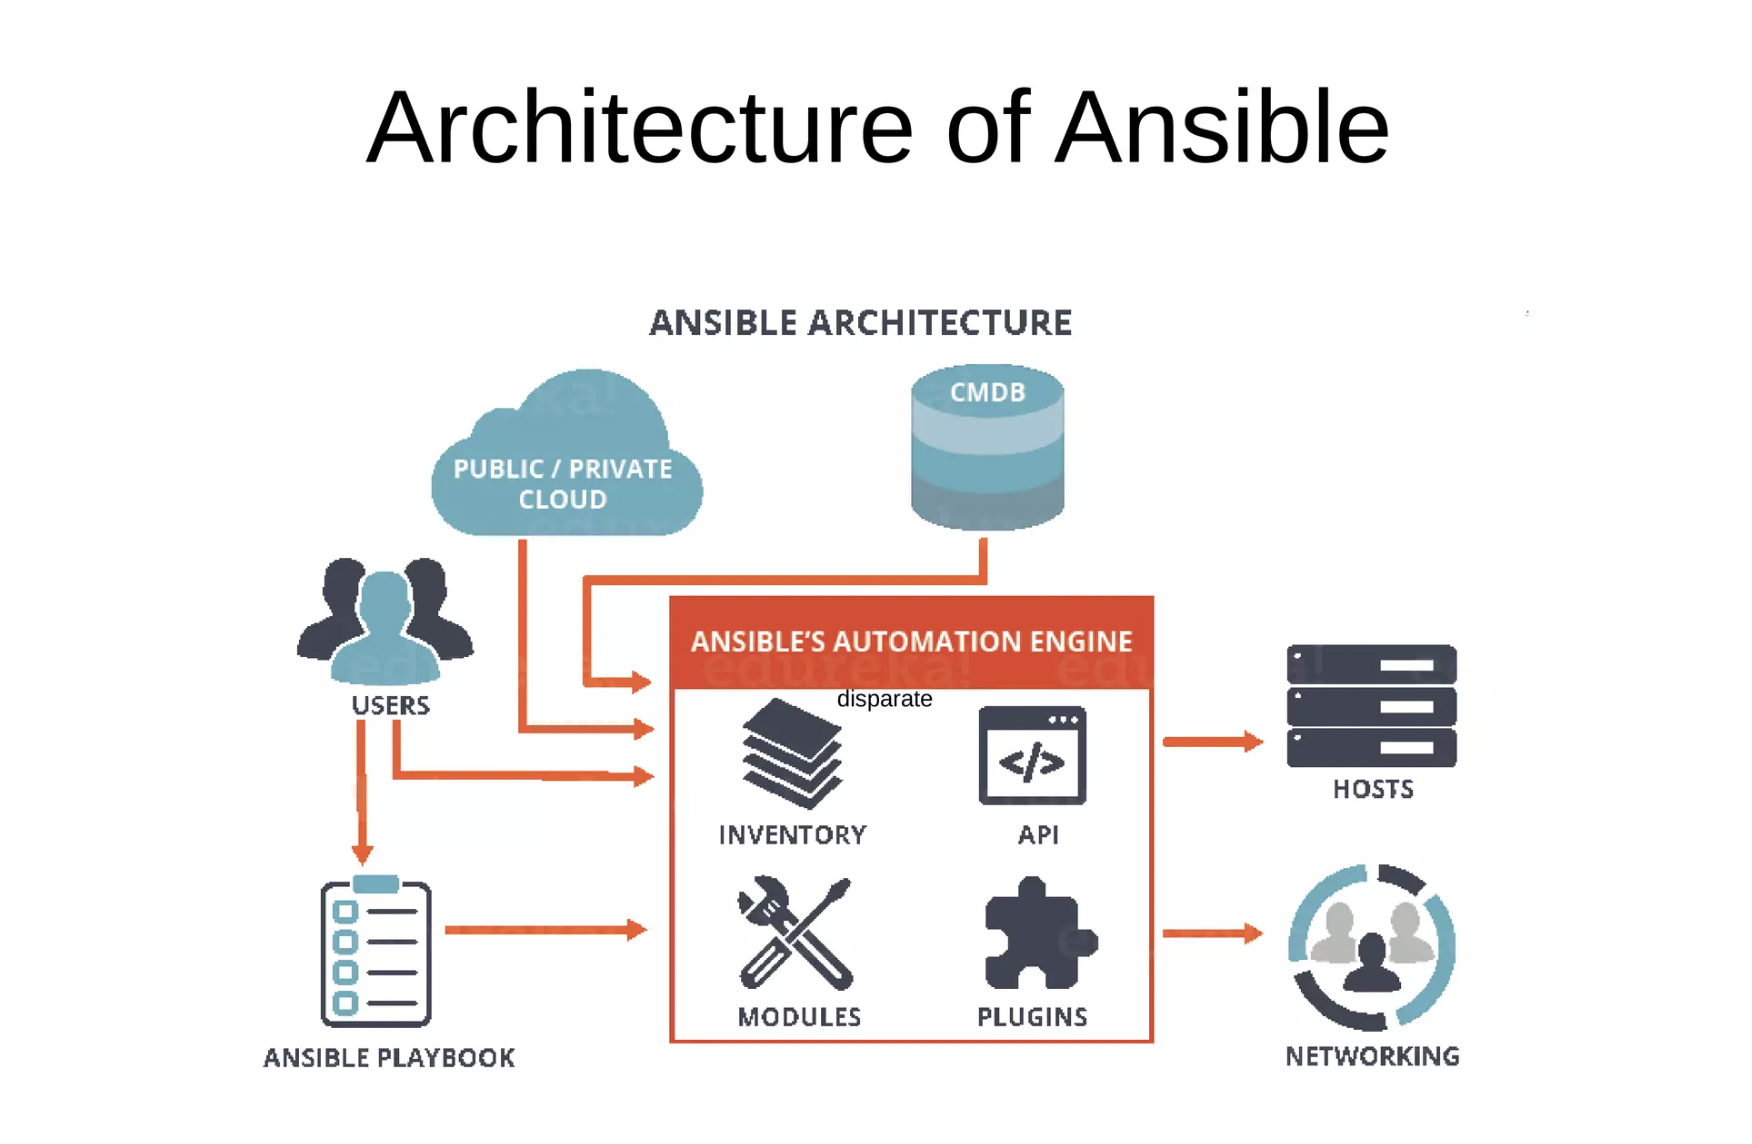 Architecture of Ansible
ANSIBLE ARCHITECTURE
CMDB
PUBLIC / PRIVATE
CLOUD
USERS
ANSIBLE'S AUTOMATION ENGINE
edureka!
disparate
INVENTORY
API
HOSTS
MODULES
PLUGINS
ANSIBLE PLAYBOOK
NETWORKING